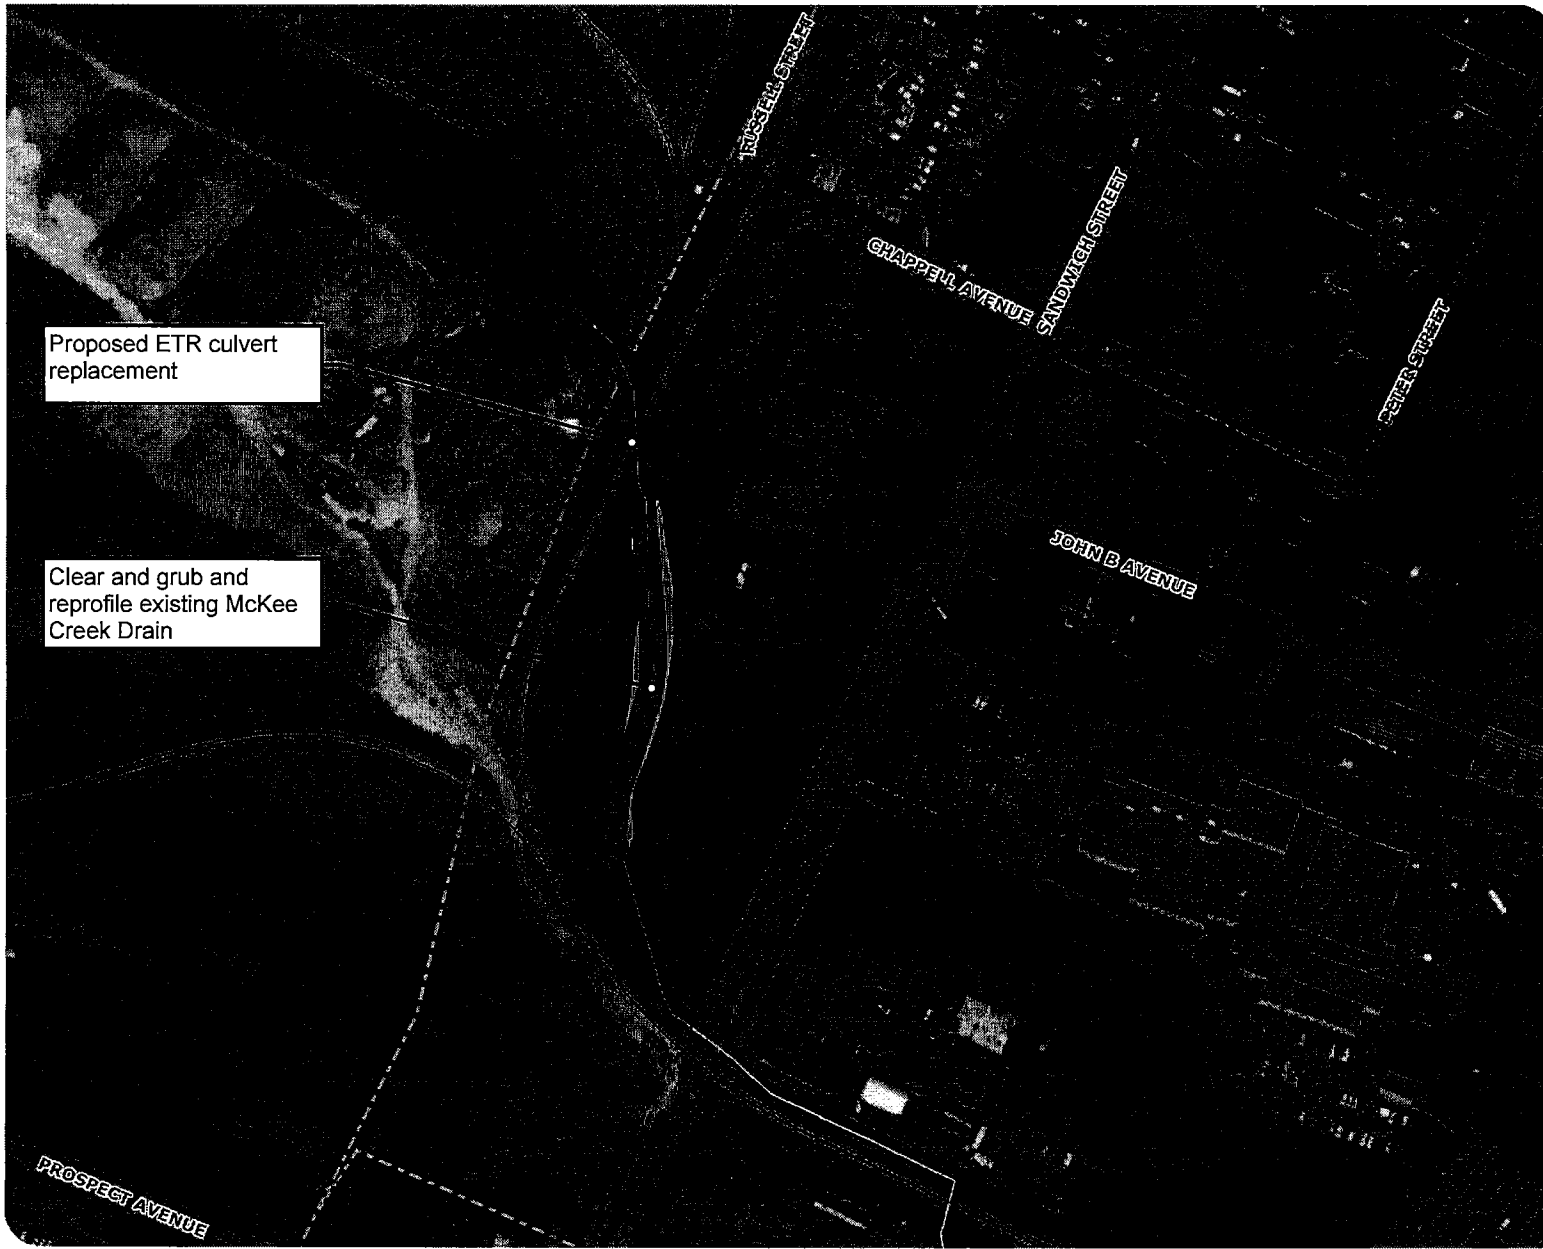 RUSSELL STREET
SANDWICH STREET
CHAPPELL AVENUE
PETER STREET
Proposed ETR culvert
replacement
JOHN B AVENUE
Clear and grub and
reprofile existing McKee
Creek Drain
PROSPECT AVENUE